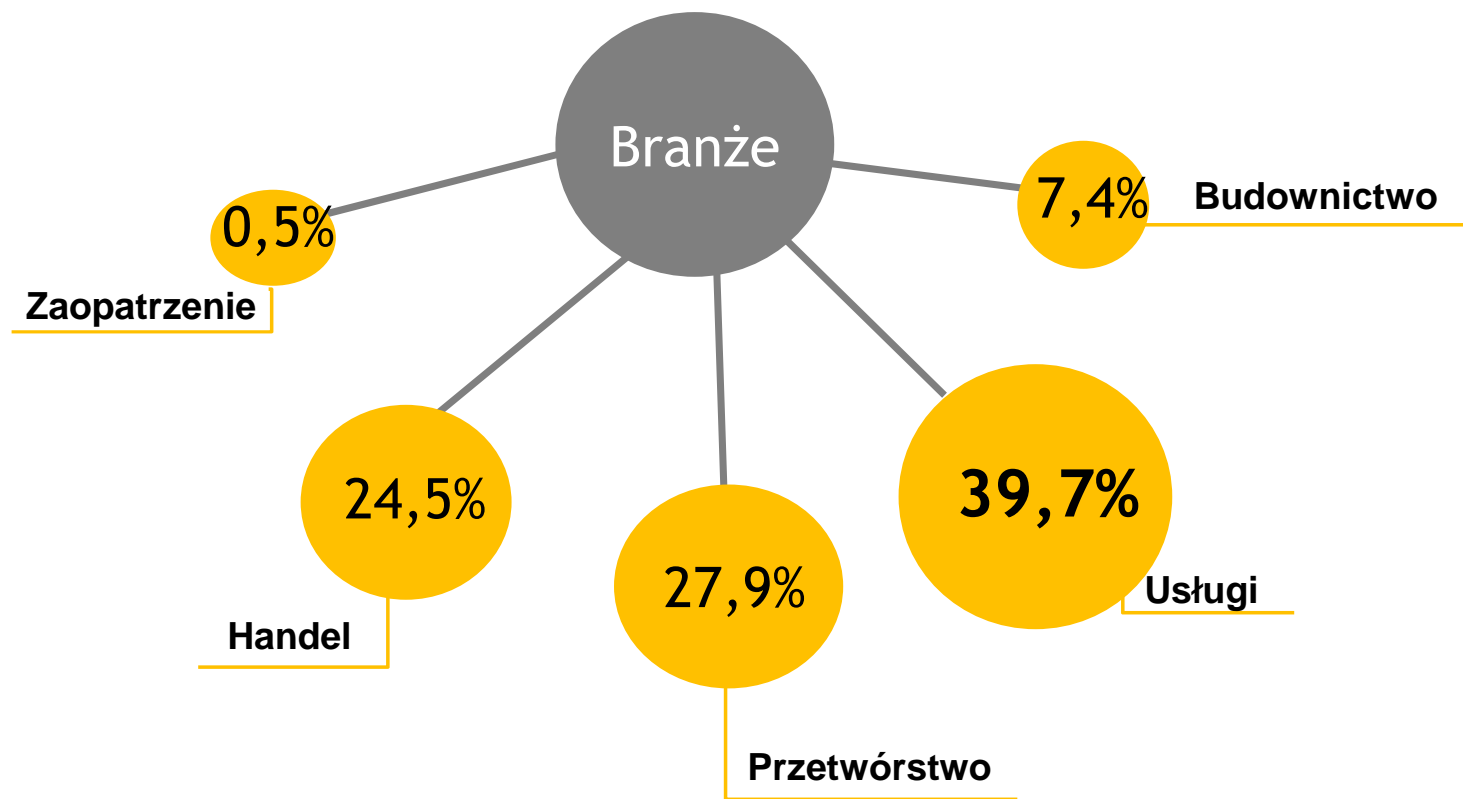 Branże
0,5%
Zaopatrzenie
7,4%
Budownictwo
24,5%
Handel
27,9%
Przetwórstwo
39,7%
Usługi